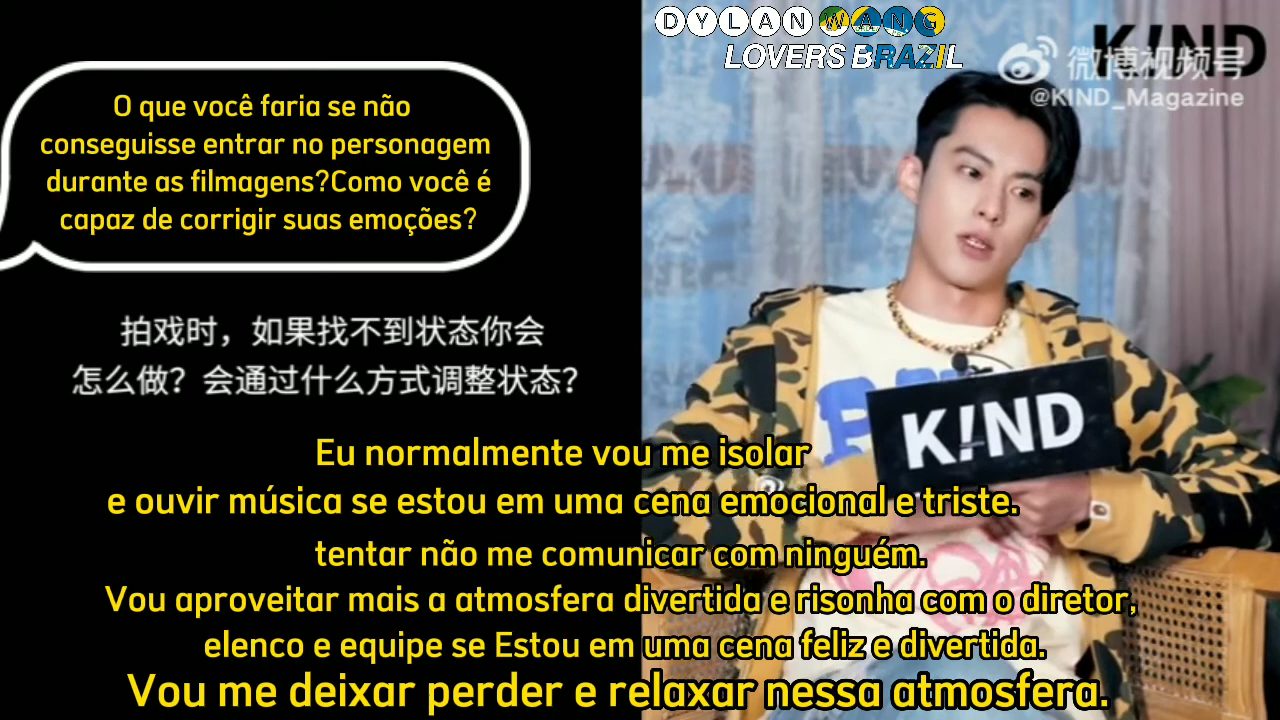 DYLAN WANG
LOVERS BRAZIL
K!ND
微博视频号
@KIND_Magazine
O que você faria se não
conseguisse entrar no personagem
durante as filmagens?Como você é
capaz de corrigir suas emoções?
拍戏时，如果找不到状态你会
怎么做？会通过什么方式调整状态？
K!ND
Eu normalmente vou me isolar
e ouvir música se estou em uma cena emocional e triste.
tentar não me comunicar com ninguém.
Vou aproveitar mais a atmosfera divertida e risonha com o diretor,
elenco e equipe se Estou em uma cena feliz e divertida.
Vou me deixar perder e relaxar nessa atmosfera.